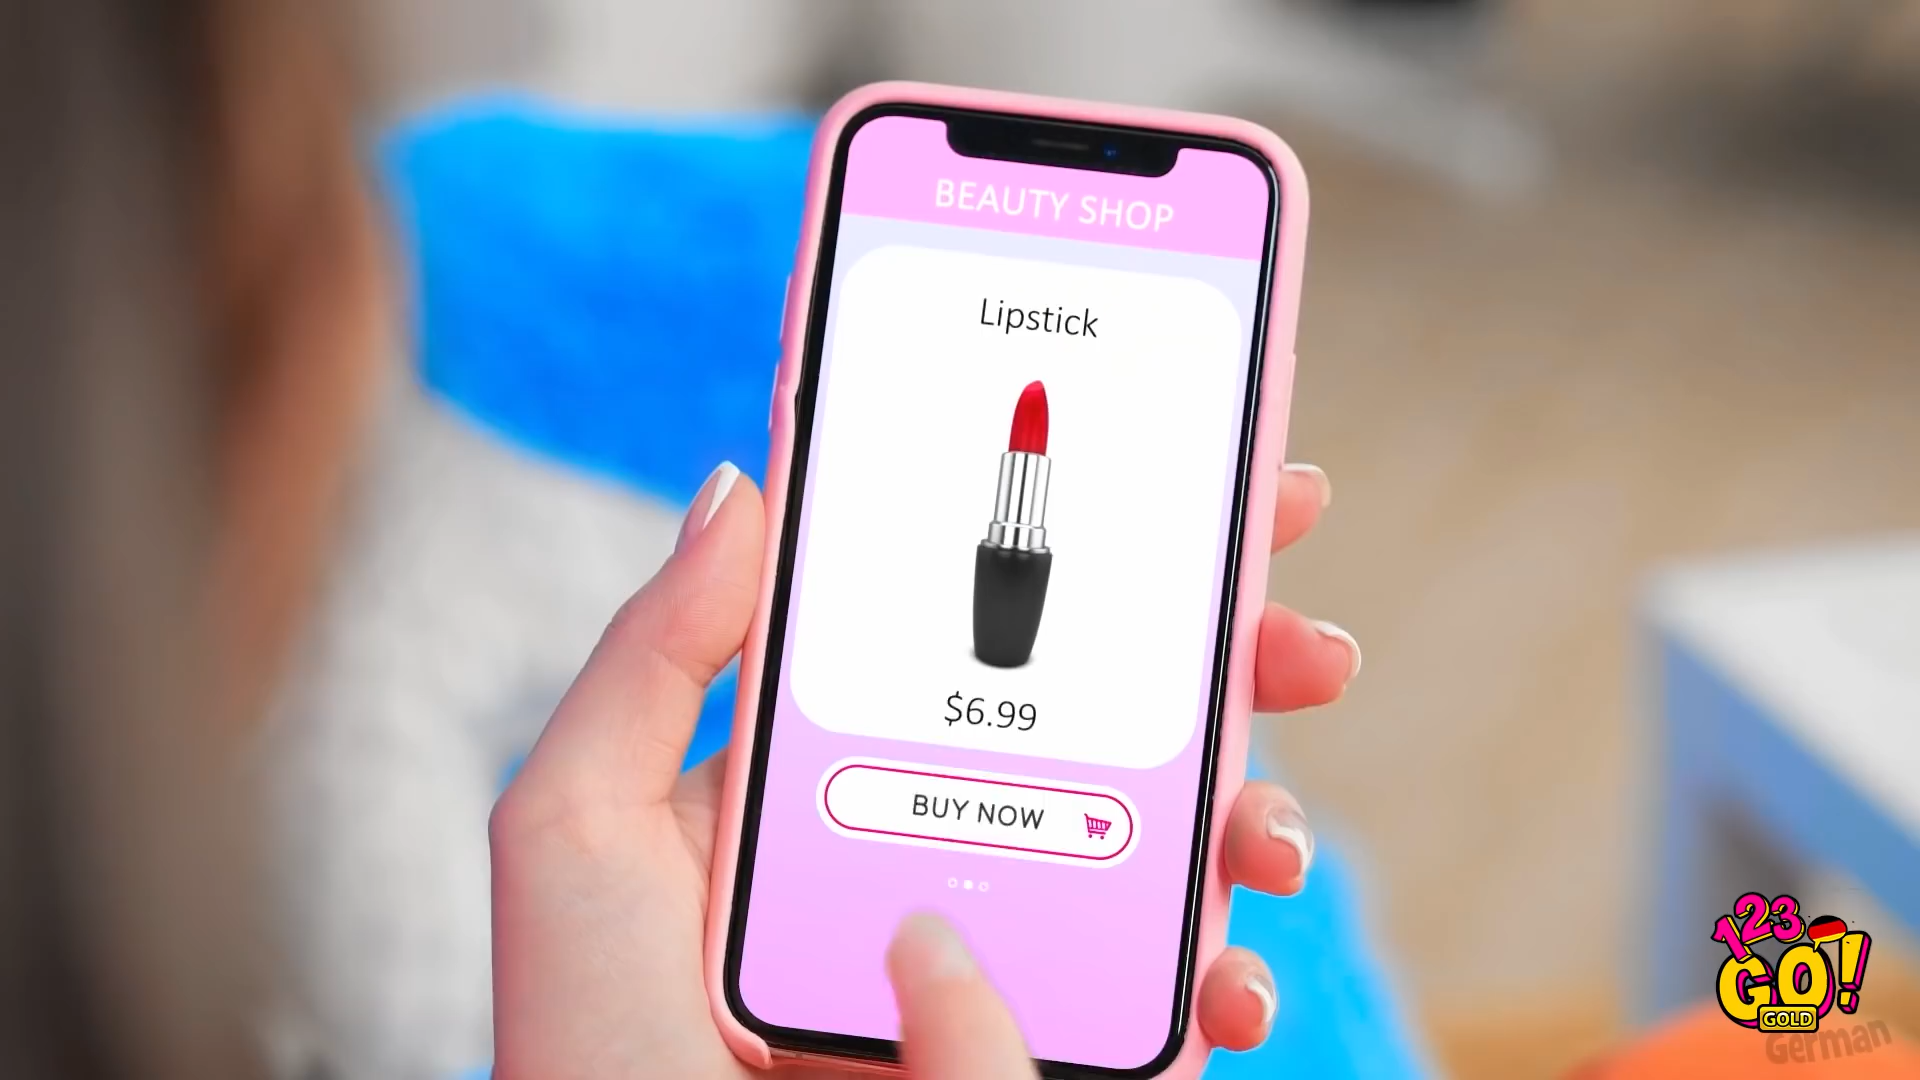 BEAUTY SHOP
Lipstick
$6.99
BUY NOW
123
GO!
GOLD
German